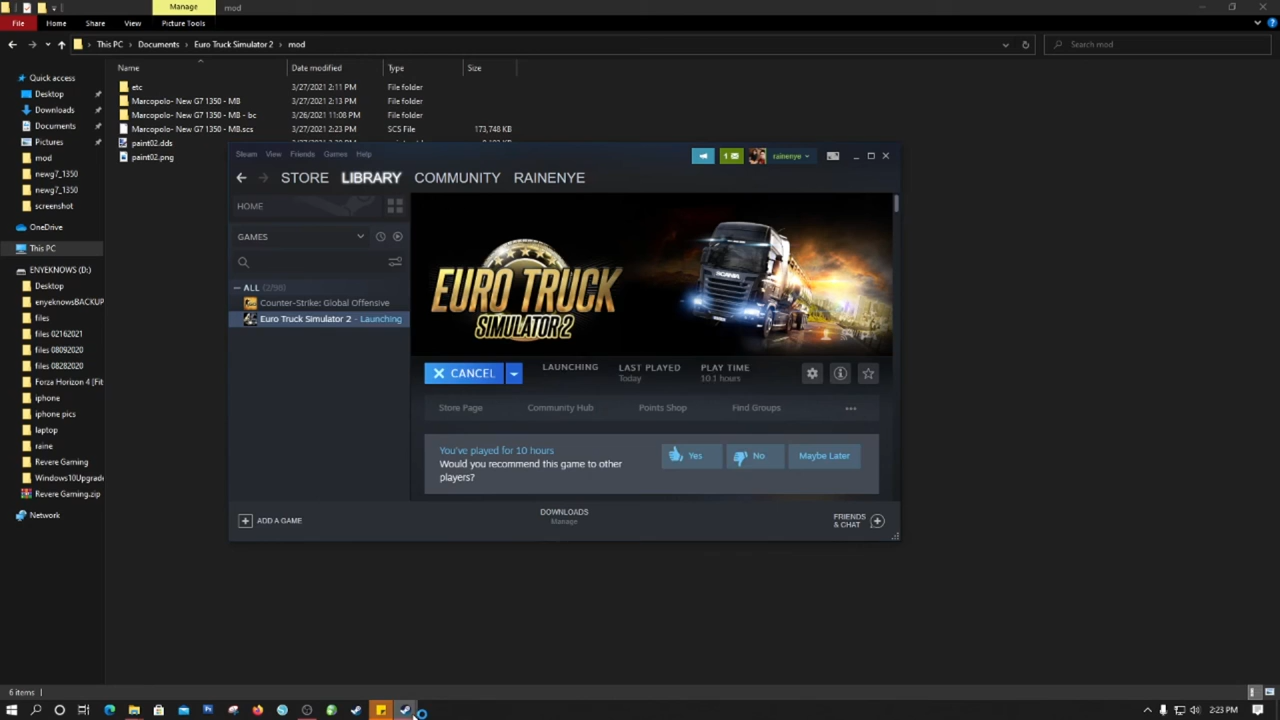 Manage
mod
File
Home
Share
View
Picture Tools
This PC
Documents
Euro Truck Simulator 2
mod
Search mod
Name
Date modified
Type
Size
Quick access
Desktop
Downloads
Documents
Pictures
mod
newg7_1350
newg7_1350
screenshot
OneDrive
This PC
ENYEKNOWS (D:)
Desktop
enyeknowsBACKUP
files
files 02162021
files 08092020
files 08282020
Forza Horizon 4 [Fit
iphone
iphone pics
laptop
raine
Revere Gaming
Windows10Upgrade
Revere Gaming.zip
Network
etc 3/27/2021 2:11 PM File folder
Marcopolo- New G7 1350 - MB 3/27/2021 2:13 PM File folder
Marcopolo- New G7 1350 - MB - bc 3/26/2021 11:08 PM File folder
Marcopolo- New G7 1350 - MB.scs 3/27/2021 2:23 PM SCS File 173,748 KB
paint02.dds
paint02.png
Steam View Friends Games Help
1
rainenye
STORE LIBRARY COMMUNITY RAINENYE
HOME
GAMES
ALL (2/98)
Counter-Strike: Global Offensive
Euro Truck Simulator 2 - Launching
EURO TRUCK
SIMULATOR 2
SCANIA
CANCEL
LAUNCHING
LAST PLAYED
Today
PLAY TIME
10.1 hours
Store Page
Community Hub
Points Shop
Find Groups
You've played for 10 hours
Would you recommend this game to other
players?
Yes
No
Maybe Later
ADD A GAME
DOWNLOADS
Manage
FRIENDS
& CHAT
6 items
2:23 PM